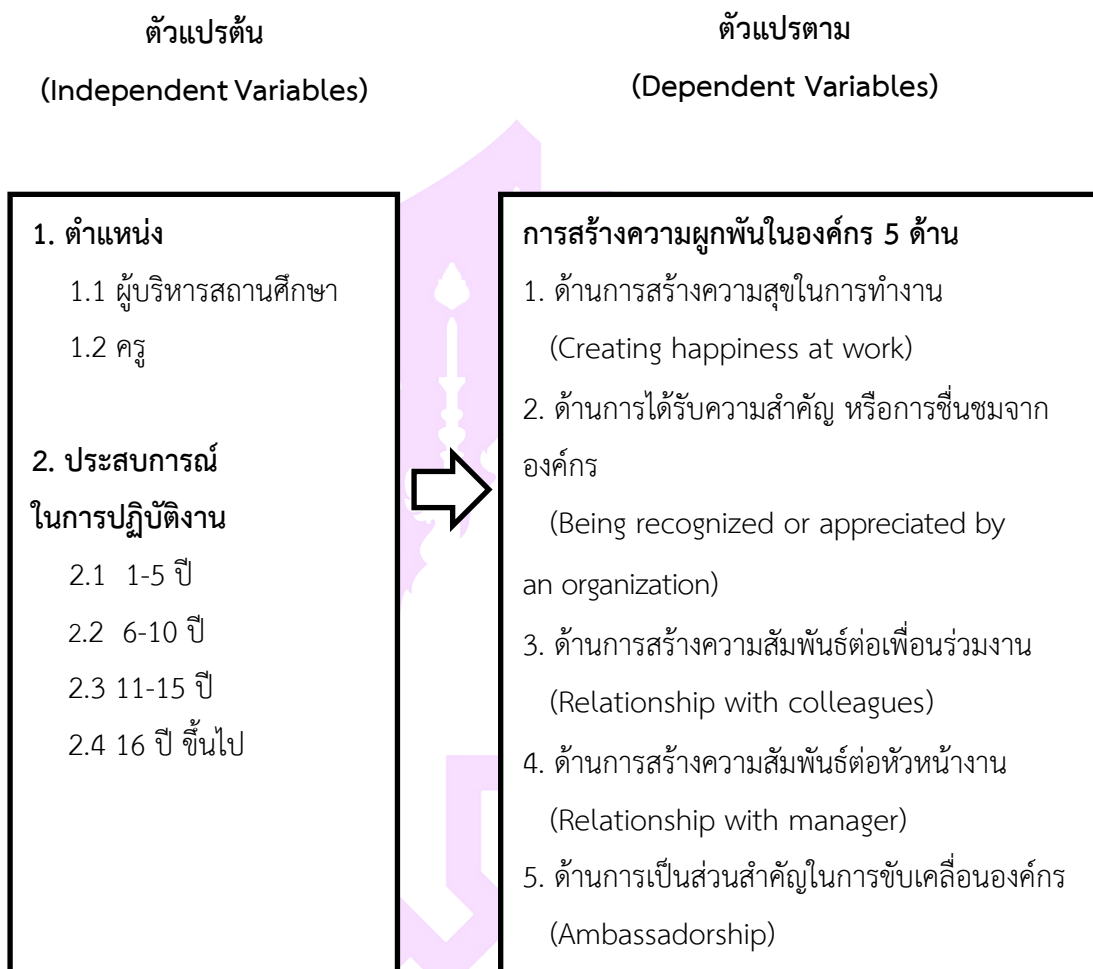 ตัวแปรต้น
(Independent Variables)
ตัวแปรตาม
(Dependent Variables)
1. ตำแหน่ง
1.1 ผู้บริหารสถานศึกษา
1.2 ครู
2. ประสบการณ์
ในการปฏิบัติงาน
2.1 1-5 ปี
2.2 6-10 ปี
2.3 11-15 ปี
2.4 16 ปี ขึ้นไป
การสร้างความผูกพันในองค์กร 5 ด้าน
1. ด้านการสร้างความสุขในการทำงาน
(Creating happiness at work)
2. ด้านการได้รับความสำคัญ หรือการชื่นชมจาก
องค์กร
(Being recognized or appreciated by
an organization)
3. ด้านการสร้างความสัมพันธ์ต่อเพื่อนร่วมงาน
(Relationship with colleagues)
4. ด้านการสร้างความสัมพันธ์ต่อหัวหน้างาน
(Relationship with manager)
5. ด้านการเป็นส่วนสำคัญในการขับเคลื่อนองค์กร
(Ambassadorship)